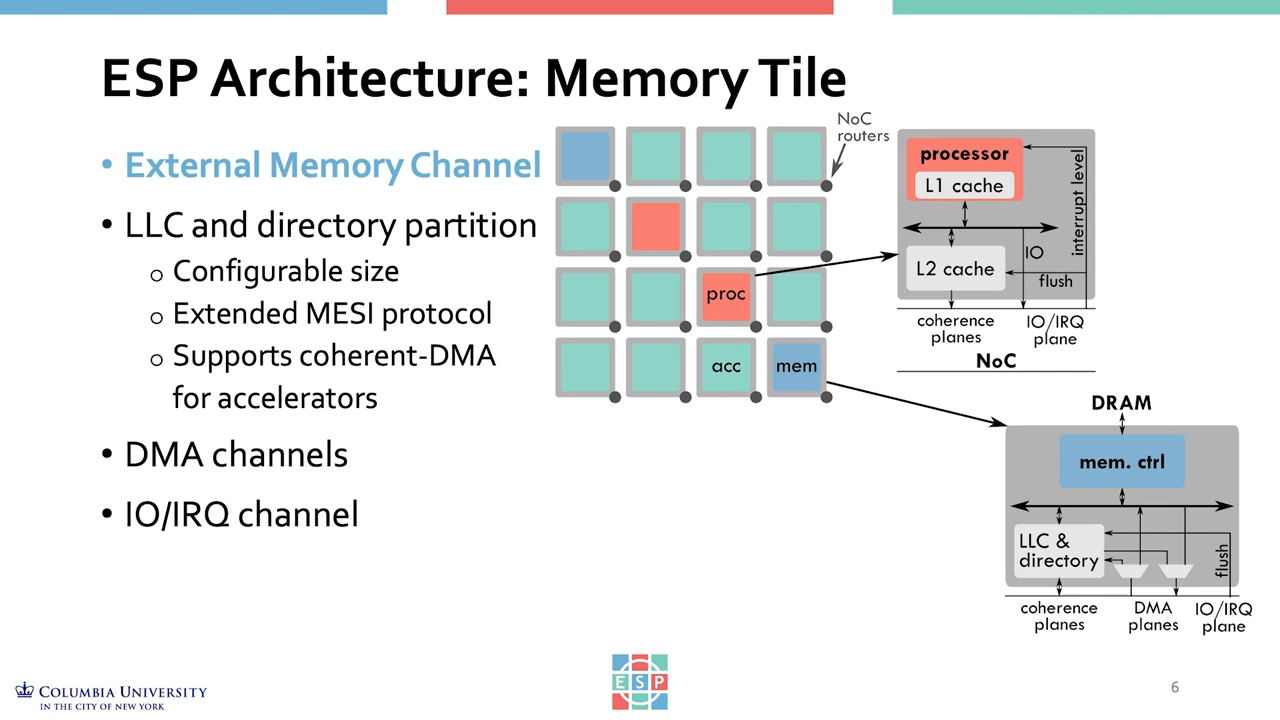 ESP Architecture: Memory Tile
• External Memory Channel
• LLC and directory partition
o Configurable size
o Extended MESI protocol
o Supports coherent-DMA
for accelerators
• DMA channels
• IO/IRQ channel
NoC
routers
proc
acc
mem
processor
L1 cache
interrupt level
IO
L2 cache
flush
coherence
planes
IO/IRQ
plane
NoC
DRAM
mem. ctrl
LLC &
directory
flush
coherence
planes
DMA
planes
IO/IRQ
plane
COLUMBIA UNIVERSITY
IN THE CITY OF NEW YORK
ESP
6